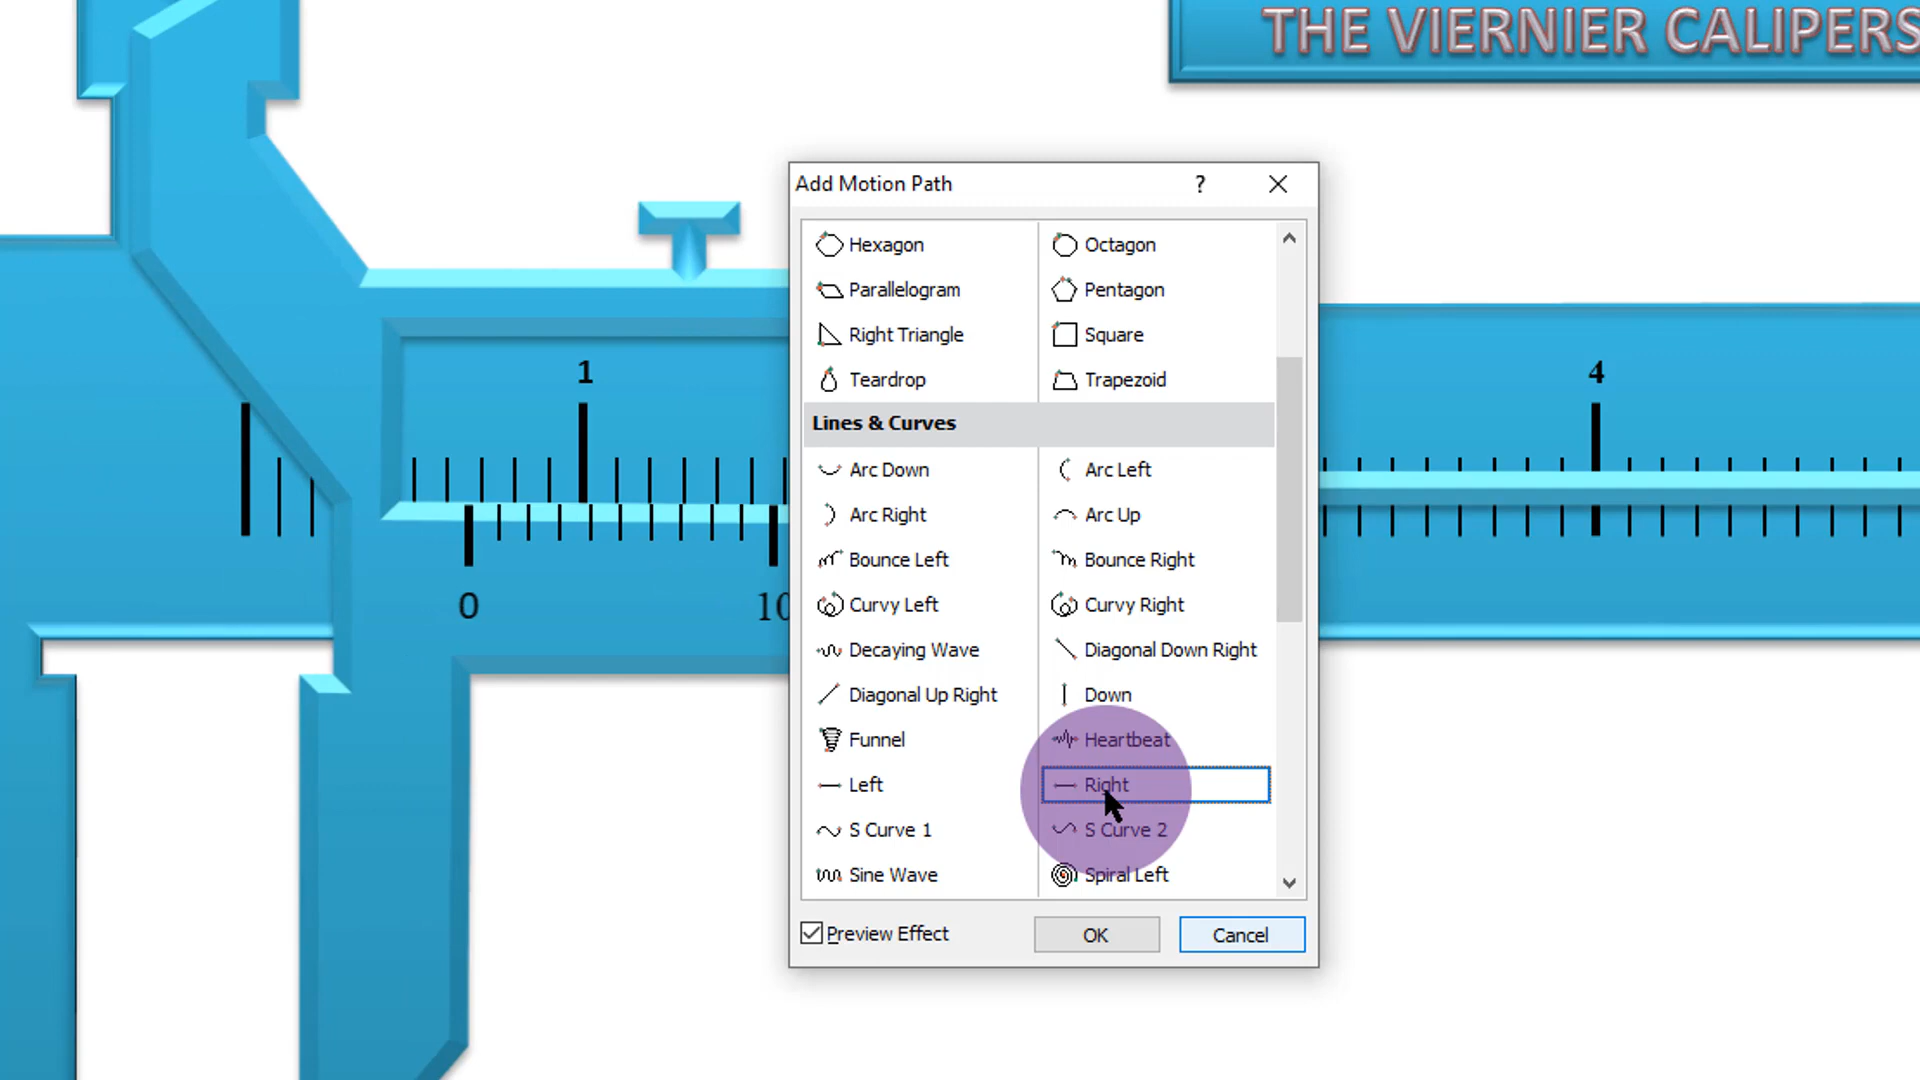 THE VIERNIER CALIPERS
Add Motion Path
?
Hexagon
Octagon
Parallelogram
Pentagon
Right Triangle
Square
Teardrop
Trapezoid
Lines & Curves
Arc Down
Arc Left
Arc Right
Arc Up
Bounce Left
Bounce Right
Curvy Left
Curvy Right
Decaying Wave
Diagonal Down Right
Diagonal Up Right
Down
Funnel
Heartbeat
Left
Right
S Curve 1
S Curve 2
Sine Wave
Spiral Left
Preview Effect
OK
Cancel
1
4
0
10